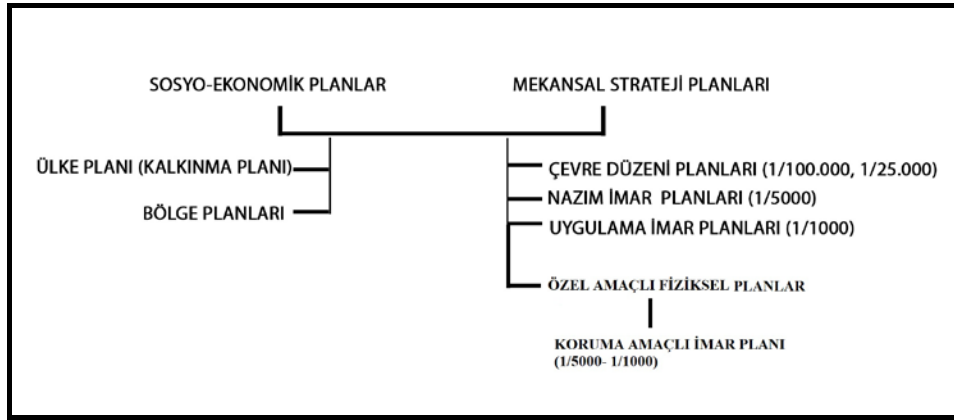 SOSYO-EKONOMİK PLANLAR
MEKANSAL STRATEJİ PLANLARI
ÜLKE PLANI (KALKINMA PLANI)
BÖLGE PLANLARI
ÇEVRE DÜZENİ PLANLARI (1/100.000, 1/25.000)
NAZIM İMAR PLANLARI (1/5000)
UYGULAMA İMAR PLANLARI (1/1000)
ÖZEL AMAÇLI FİZİKSEL PLANLAR
KORUMA AMAÇLI İMAR PLANI
(1/5000- 1/1000)